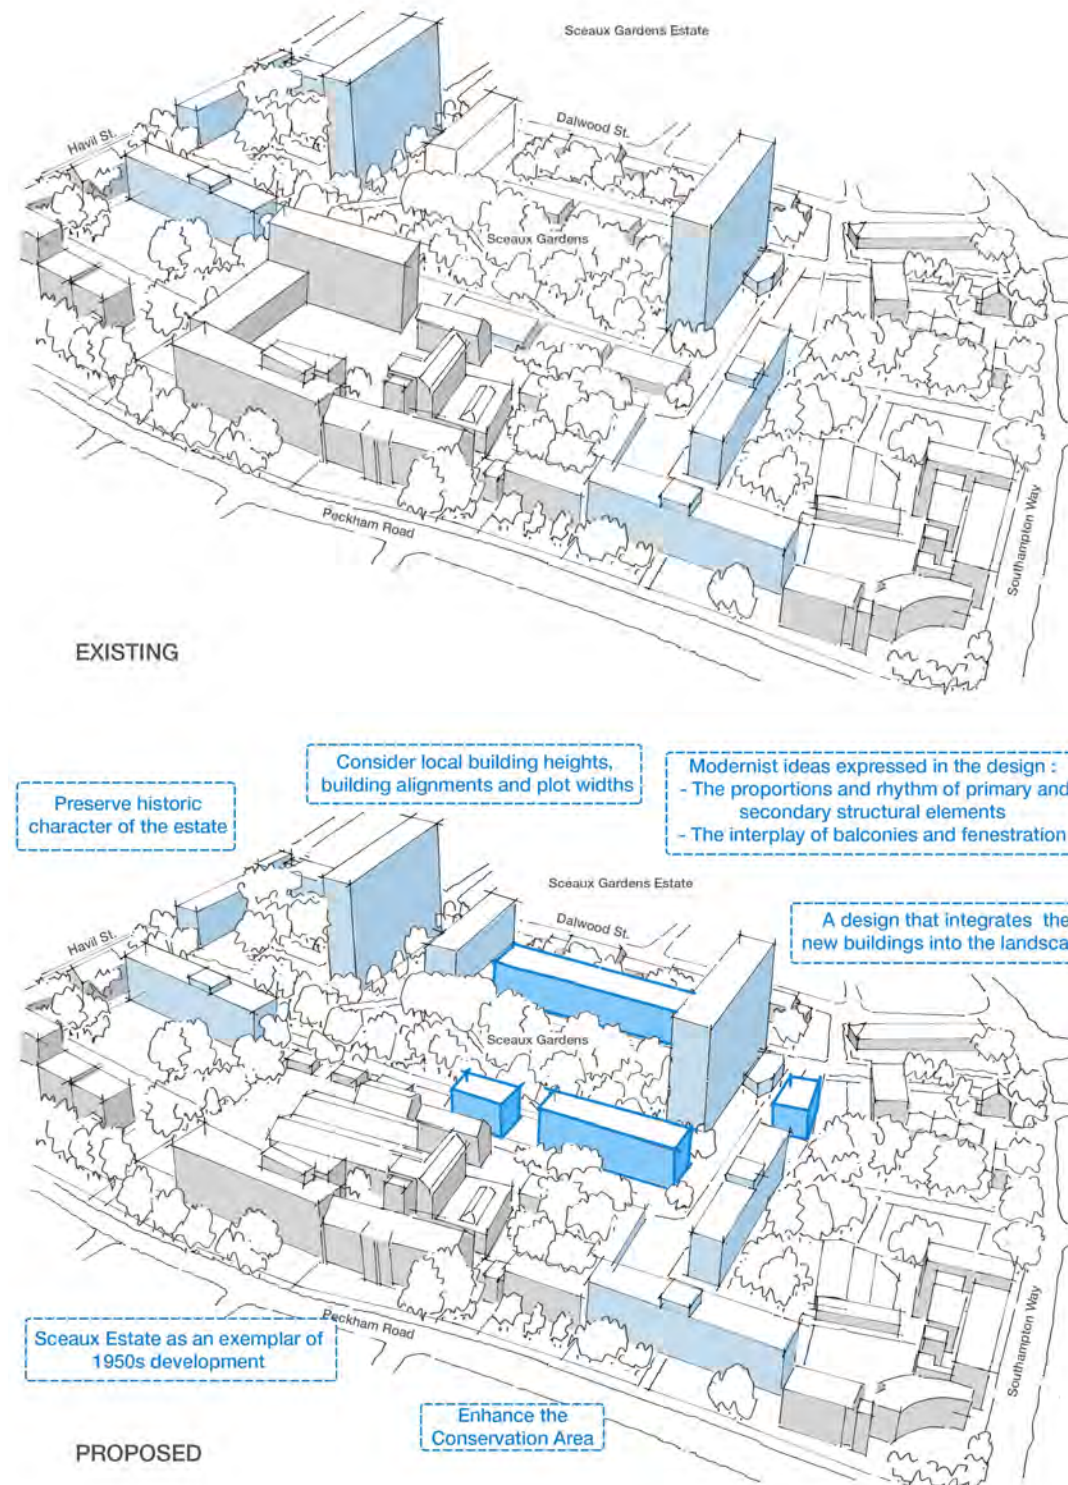 Sceaux Gardens Estate
Havil St.
Dalwood St.
Sceaux Gardens
Peckham Road
Southampton Way
EXISTING
Consider local building heights,
building alignments and plot widths
Modernist ideas expressed in the design :
- The proportions and rhythm of primary and
secondary structural elements
- The interplay of balconies and fenestration
Preserve historic
character of the estate
Sceaux Gardens Estate
A design that integrates the
new buildings into the landsca
Havil St.
Dalwood St.
Sceaux Gardens
Peckham Road
Southampton Way
Sceaux Estate as an exemplar of
1950s development
Enhance the
Conservation Area
PROPOSED